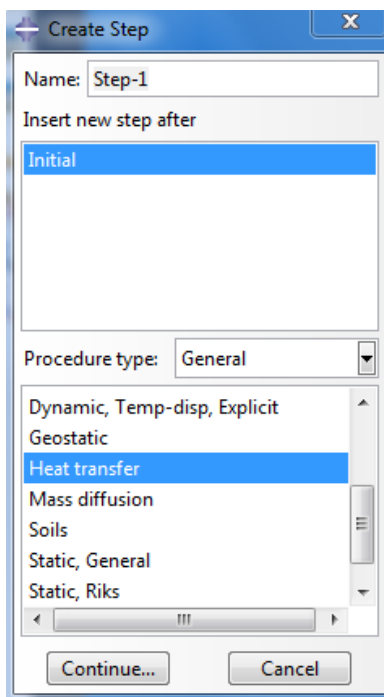 Create Step
x
Name: Step-1
Insert new step after
Initial
Procedure type: General
Dynamic, Temp-disp, Explicit
Geostatic
Heat transfer
Mass diffusion
Soils
Static, General
Static, Riks
Continue...
Cancel